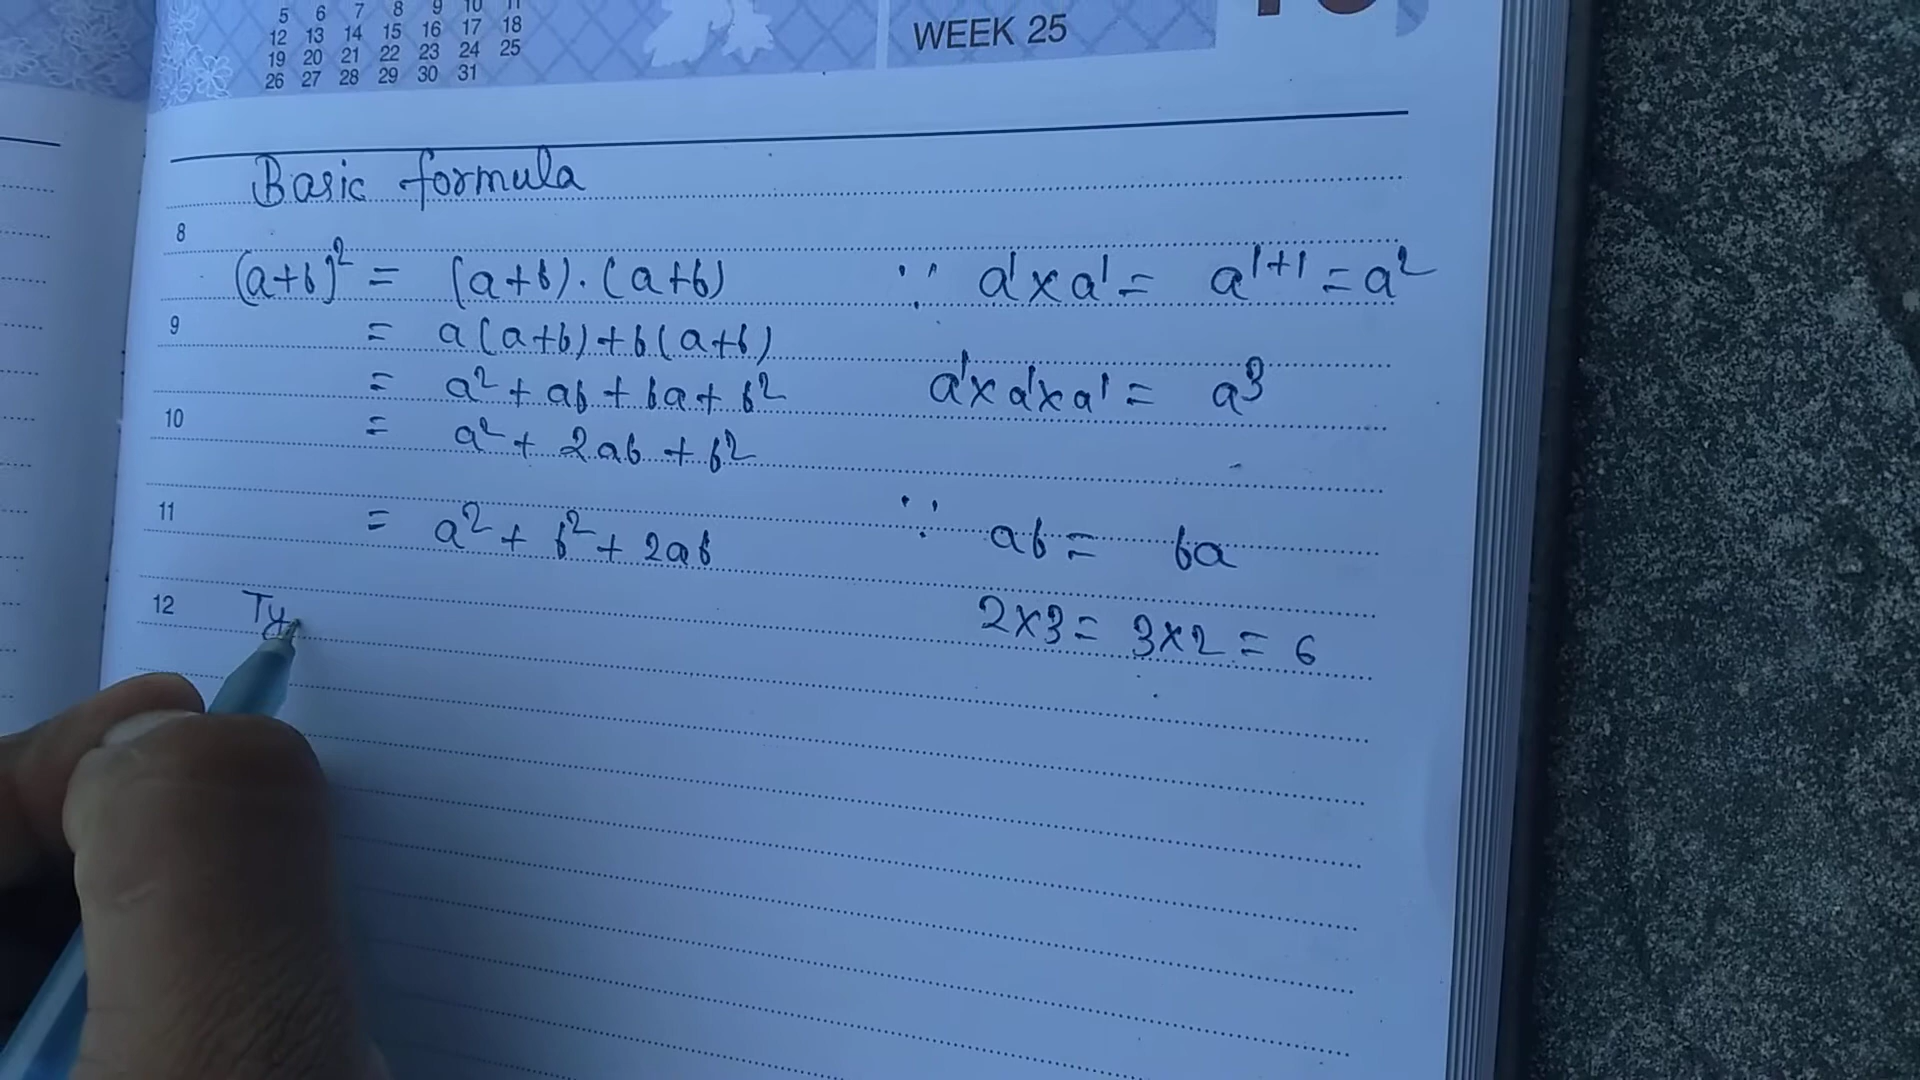 5 6 7 8 9 10 11
12 13 14 15 16 17 18
19 20 21 22 23 24 25
26 27 28 29 30 31
WEEK 25
Basic formula
8
(a+b)² = (a+b).(a+b) ∵ a¹×a¹ = a¹⁺¹ = a²
9
= a(a+b)+b(a+b)
= a²+ab+ba+b² a¹×a¹×a¹ = a³
10
= a²+2ab+b²
11
= a²+b²+2ab ∵ ab = ba
12 Ty
2×3 = 3×2 = 6